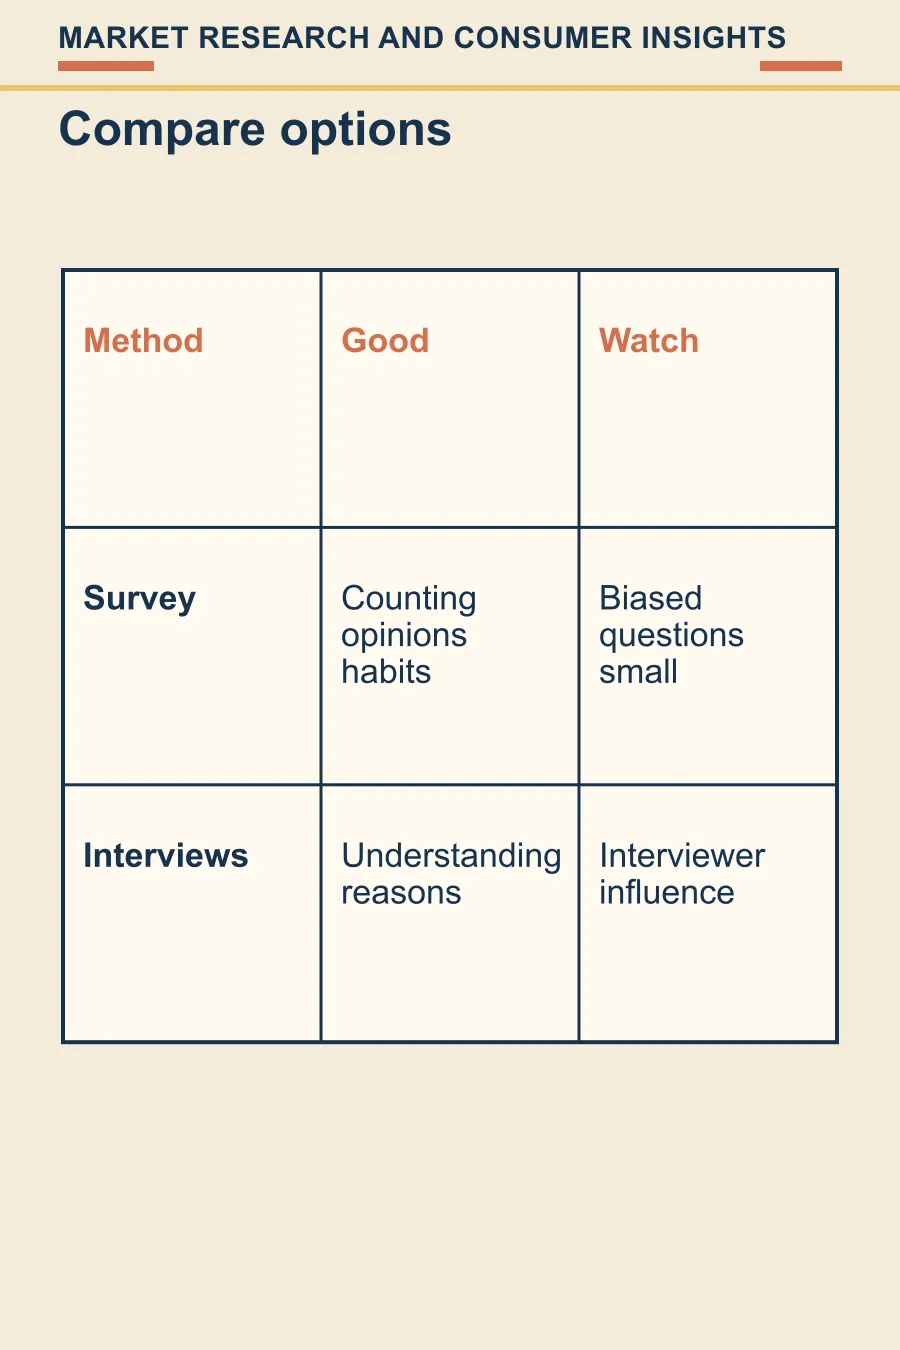 MARKET RESEARCH AND CONSUMER INSIGHTS
Compare options
Method
Good
Watch
Survey
Counting
opinions
habits
Biased
questions
small
Interviews
Understanding
reasons
Interviewer
influence